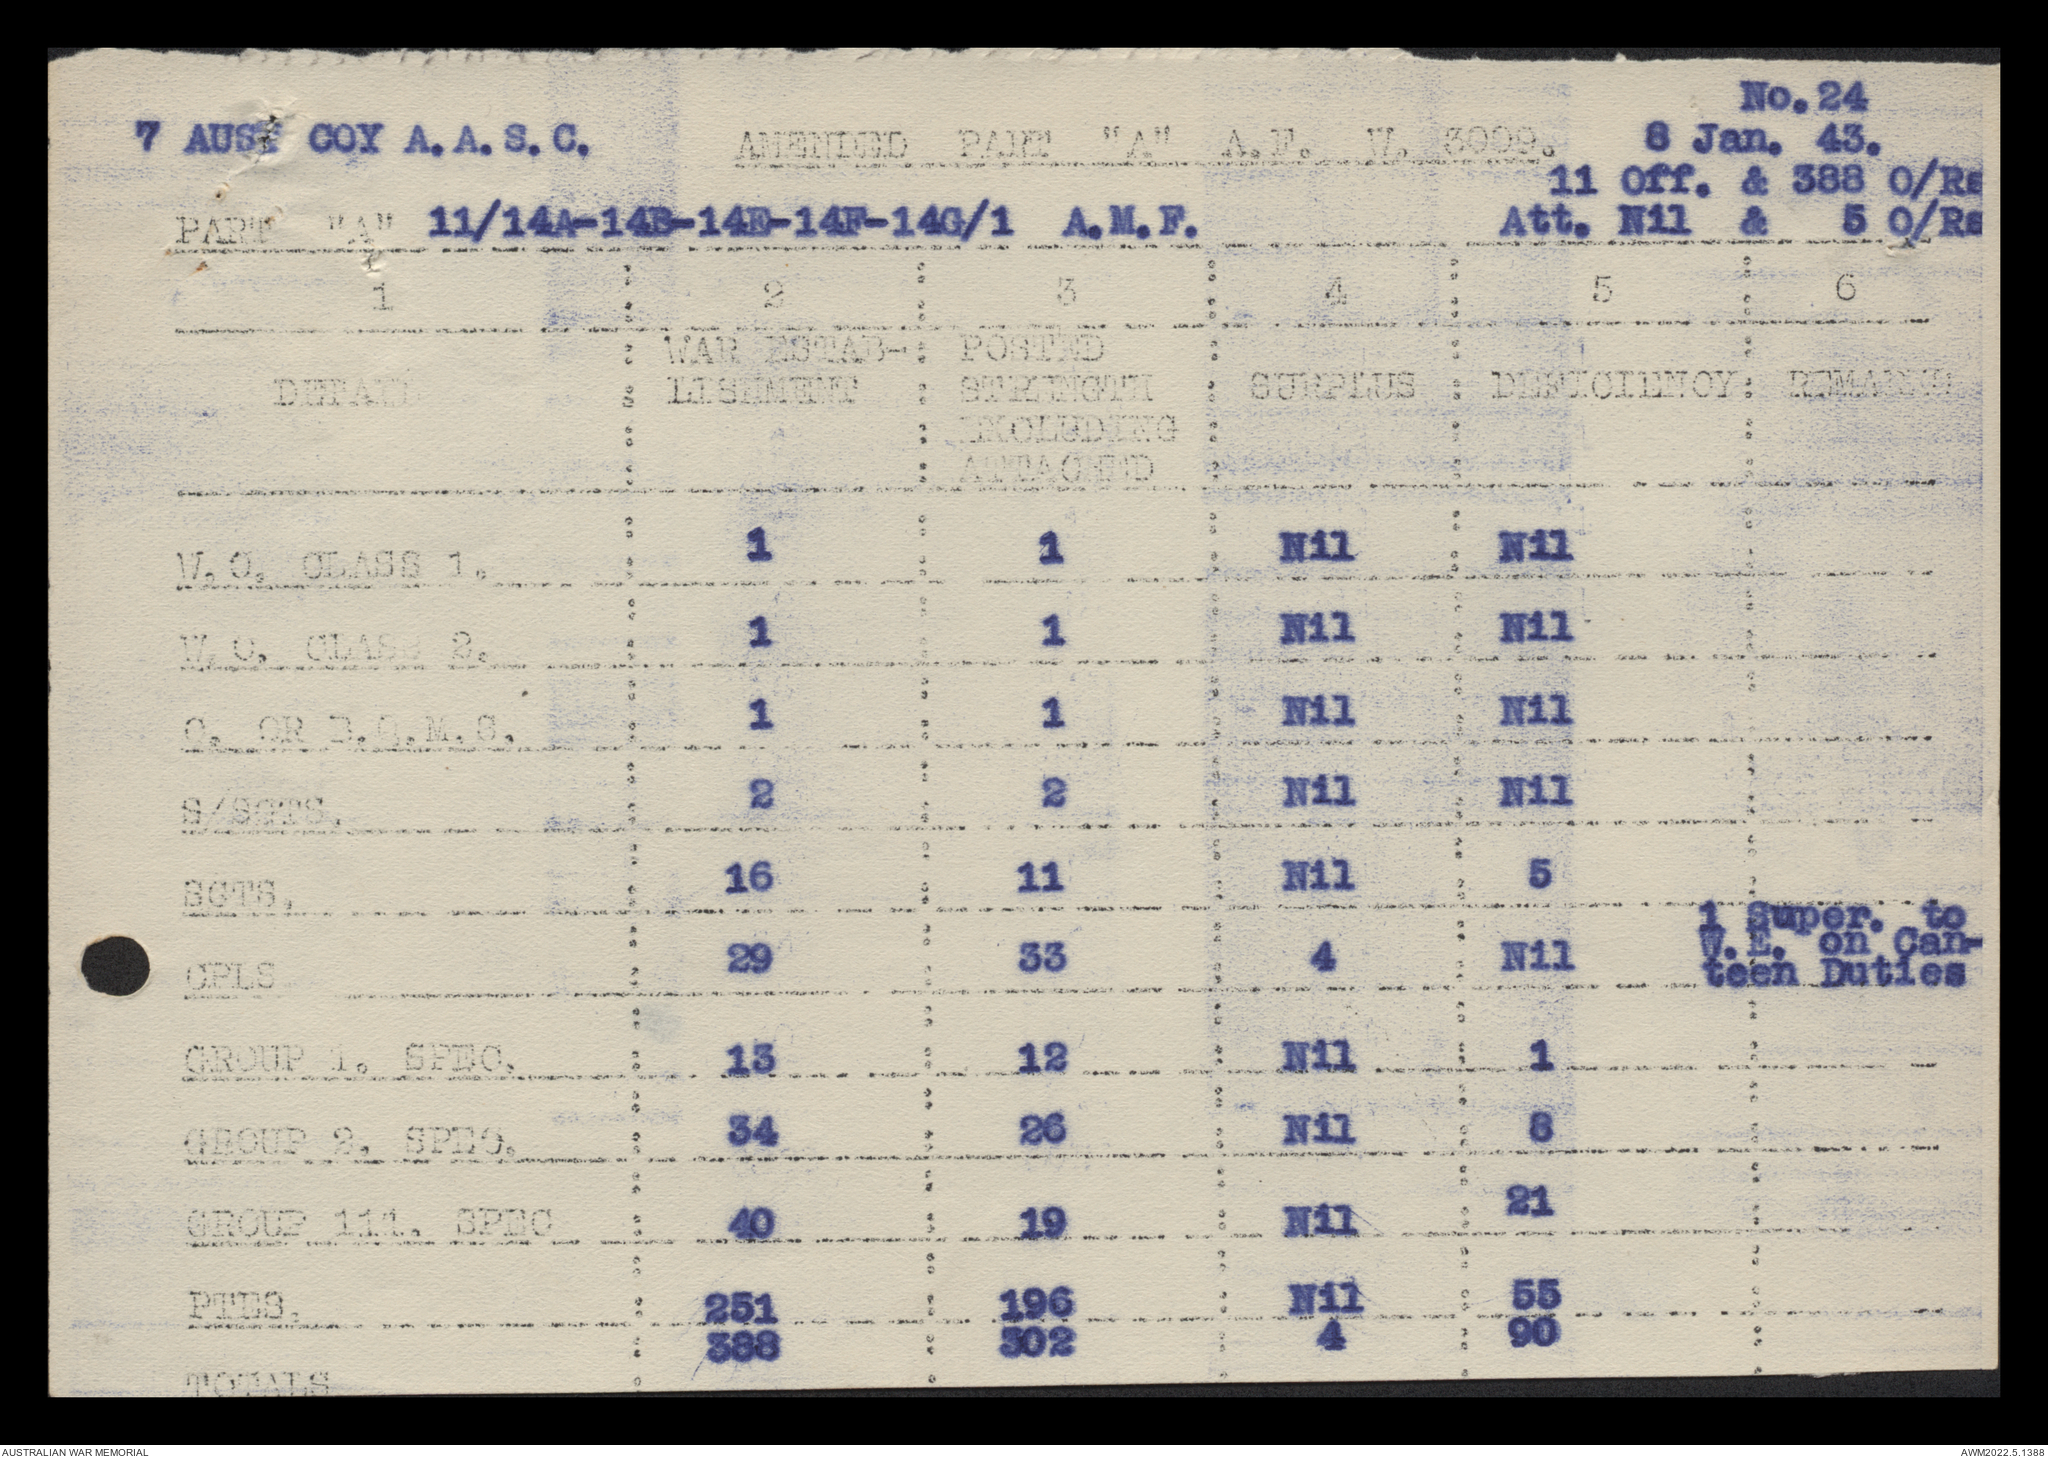 No.24
7 AUST COY A.A.S.C. AMENDED PART "A" A.F. W. 3009. 8 Jan. 43.
11 Off. & 388 O/Rs
PART "A" 11/14A-14B-14E-14F-14G/1 A.M.F. Att. Nil & 5 O/Rs
1 2 3 4 5 6
DETAIL WAR ESTAB- POSTED SURPLUS DEFICIENCY REMARKS
LISHMENT STRENGTH
EXCLUDING
ATTACHED
W.O. CLASS 1. 1 1 Nil Nil
W.O. CLASS 2. 1 1 Nil Nil
C. OR B.Q.M.S. 1 1 Nil Nil
S/SGTS. 2 2 Nil Nil
SGTS. 16 11 Nil 5
CPLS 29 33 4 Nil 1 Super. to
W.E. on Can-
teen Duties
GROUP 1. SPEC. 13 12 Nil 1
GROUP 2. SPEC. 34 26 Nil 8
GROUP 111. SPEC 40 19 Nil 21
PTES. 251 196 Nil 55
TOTALS 388 302 4 90
AUSTRALIAN WAR MEMORIAL AWM2022.5.1388